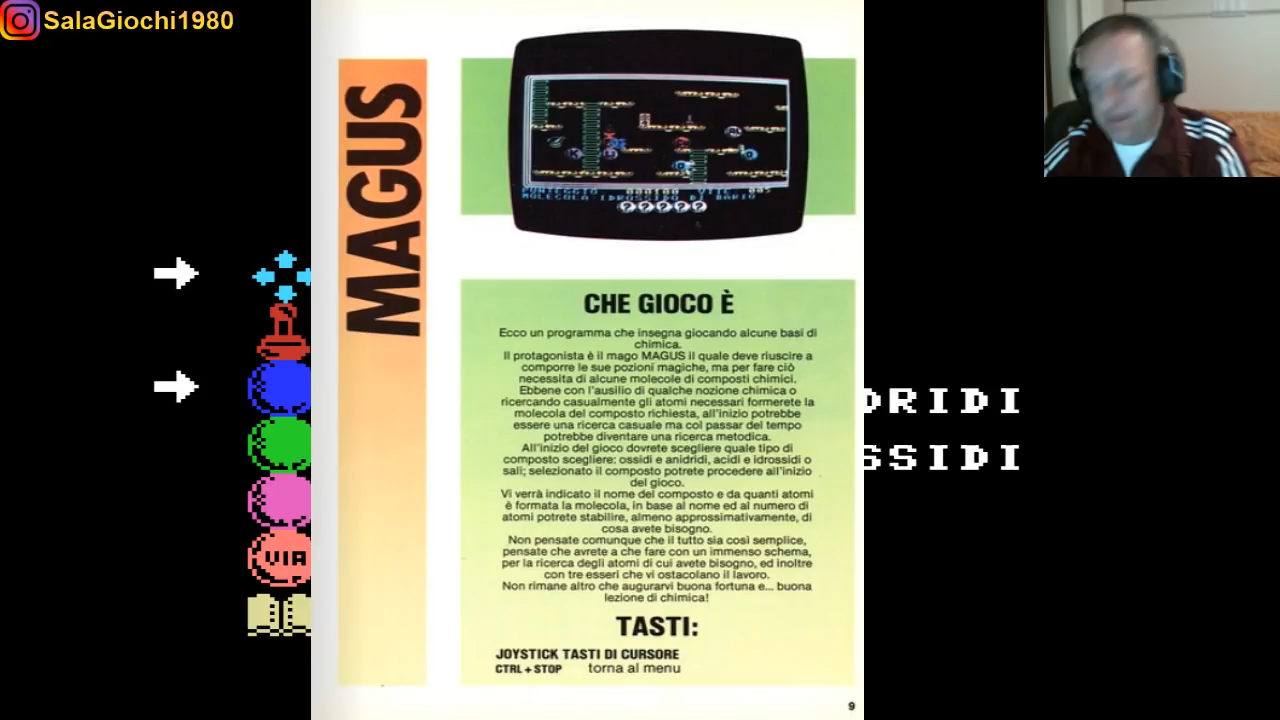 SalaGiochi1980
MAGUS
PUNTEGGIO 000100 VITE 005
MOLECOLA IDROSSIDO DI BARIO
?????
CHE GIOCO È
Ecco un programma che insegna giocando alcune basi di
chimica.
Il protagonista è il mago MAGUS il quale deve riuscire a
comporre le sue pozioni magiche, ma per fare ciò
necessita di alcune molecole di composti chimici.
Ebbene con l'ausilio di qualche nozione chimica o
ricercando casualmente gli atomi necessari formerete la
molecola del composto richiesta, all'inizio potrebbe
essere una ricerca casuale ma col passar del tempo
potrebbe diventare una ricerca metodica.
All'inizio del gioco dovrete scegliere quale tipo di
composto scegliere: ossidi e anidridi, acidi e idrossidi o
sali; selezionato il composto potrete procedere all'inizio
del gioco.
Vi verrà indicato il nome del composto e da quanti atomi
è formata la molecola, in base al nome ed al numero di
atomi potrete stabilire, almeno approssimativamente, di
cosa avete bisogno.
Non pensate comunque che il tutto sia così semplice,
pensate che avrete a che fare con un immenso schema,
per la ricerca degli atomi di cui avete bisogno, ed inoltre
con tre esseri che vi ostacolano il lavoro.
Non rimane altro che augurarvi buona fortuna e... buona
lezione di chimica!
TASTI:
JOYSTICK TASTI DI CURSORE
CTRL + STOP torna al menu
9
DRIDI
SSIDI
VIA